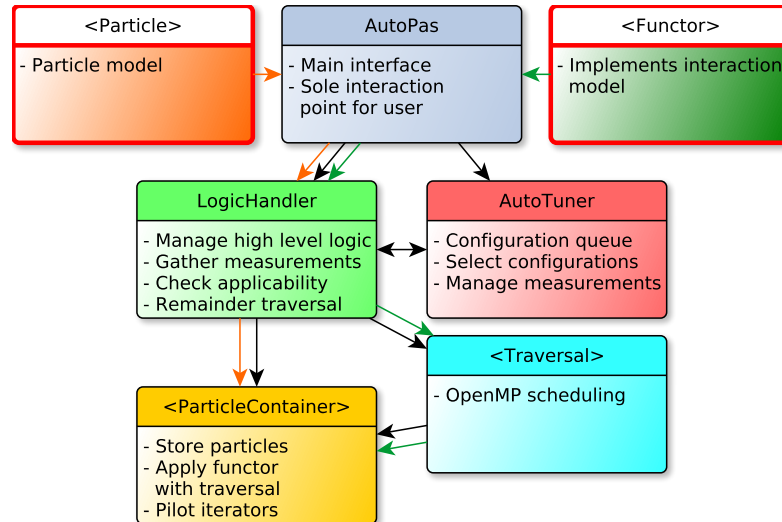 <Particle>
- Particle model
AutoPas
- Main interface
- Sole interaction
point for user
<Functor>
- Implements interaction
model
LogicHandler
- Manage high level logic
- Gather measurements
- Check applicability
- Remainder traversal
AutoTuner
- Configuration queue
- Select configurations
- Manage measurements
<Traversal>
- OpenMP scheduling
<ParticleContainer>
- Store particles
- Apply functor
with traversal
- Pilot iterators